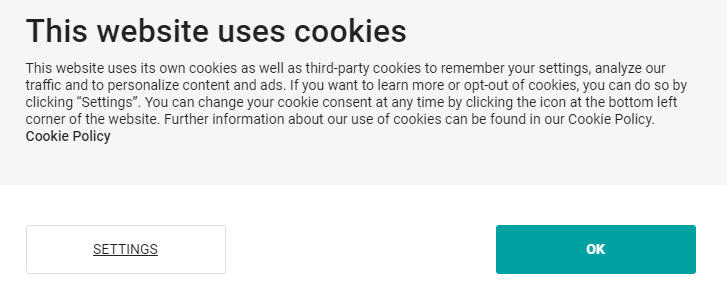 This website uses cookies
This website uses its own cookies as well as third-party cookies to remember your settings, analyze our
traffic and to personalize content and ads. If you want to learn more or opt-out of cookies, you can do so by
clicking “Settings”. You can change your cookie consent at any time by clicking the icon at the bottom left
corner of the website. Further information about our use of cookies can be found in our Cookie Policy.
Cookie Policy
SETTINGS
OK